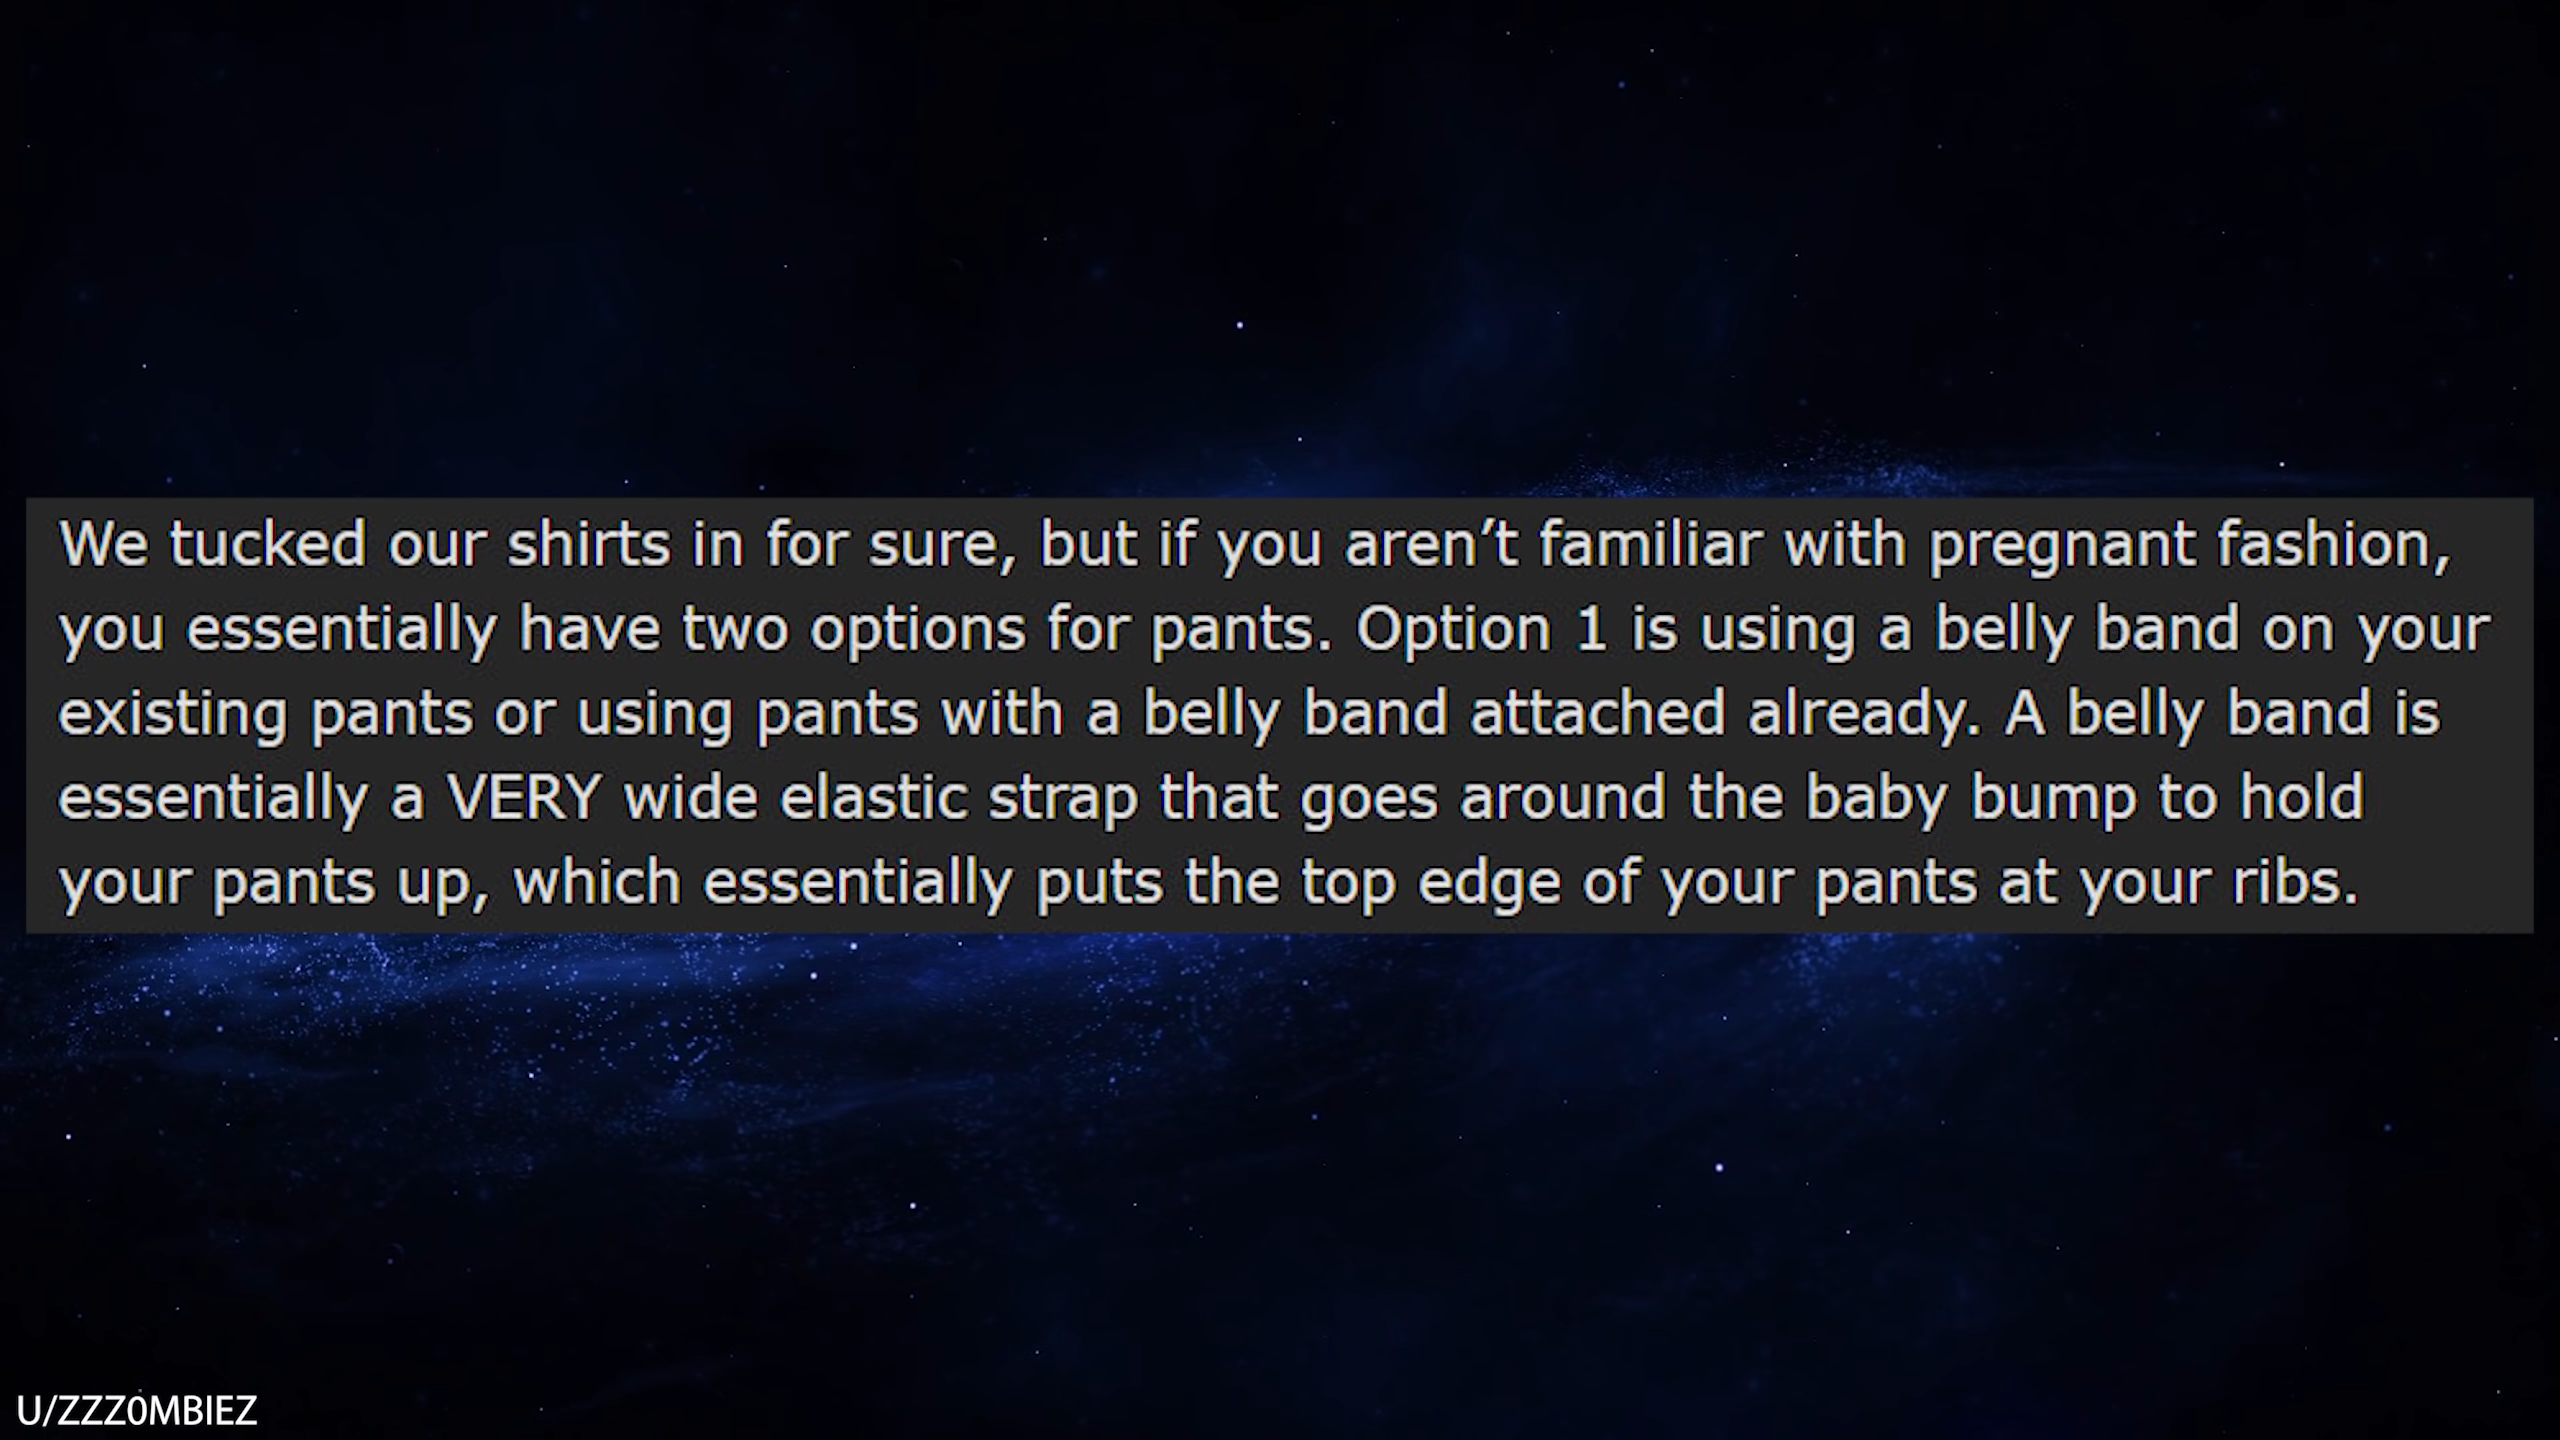 We tucked our shirts in for sure, but if you aren’t familiar with pregnant fashion,
you essentially have two options for pants. Option 1 is using a belly band on your
existing pants or using pants with a belly band attached already. A belly band is
essentially a VERY wide elastic strap that goes around the baby bump to hold
your pants up, which essentially puts the top edge of your pants at your ribs.
U/ZZZ0MBIEZ